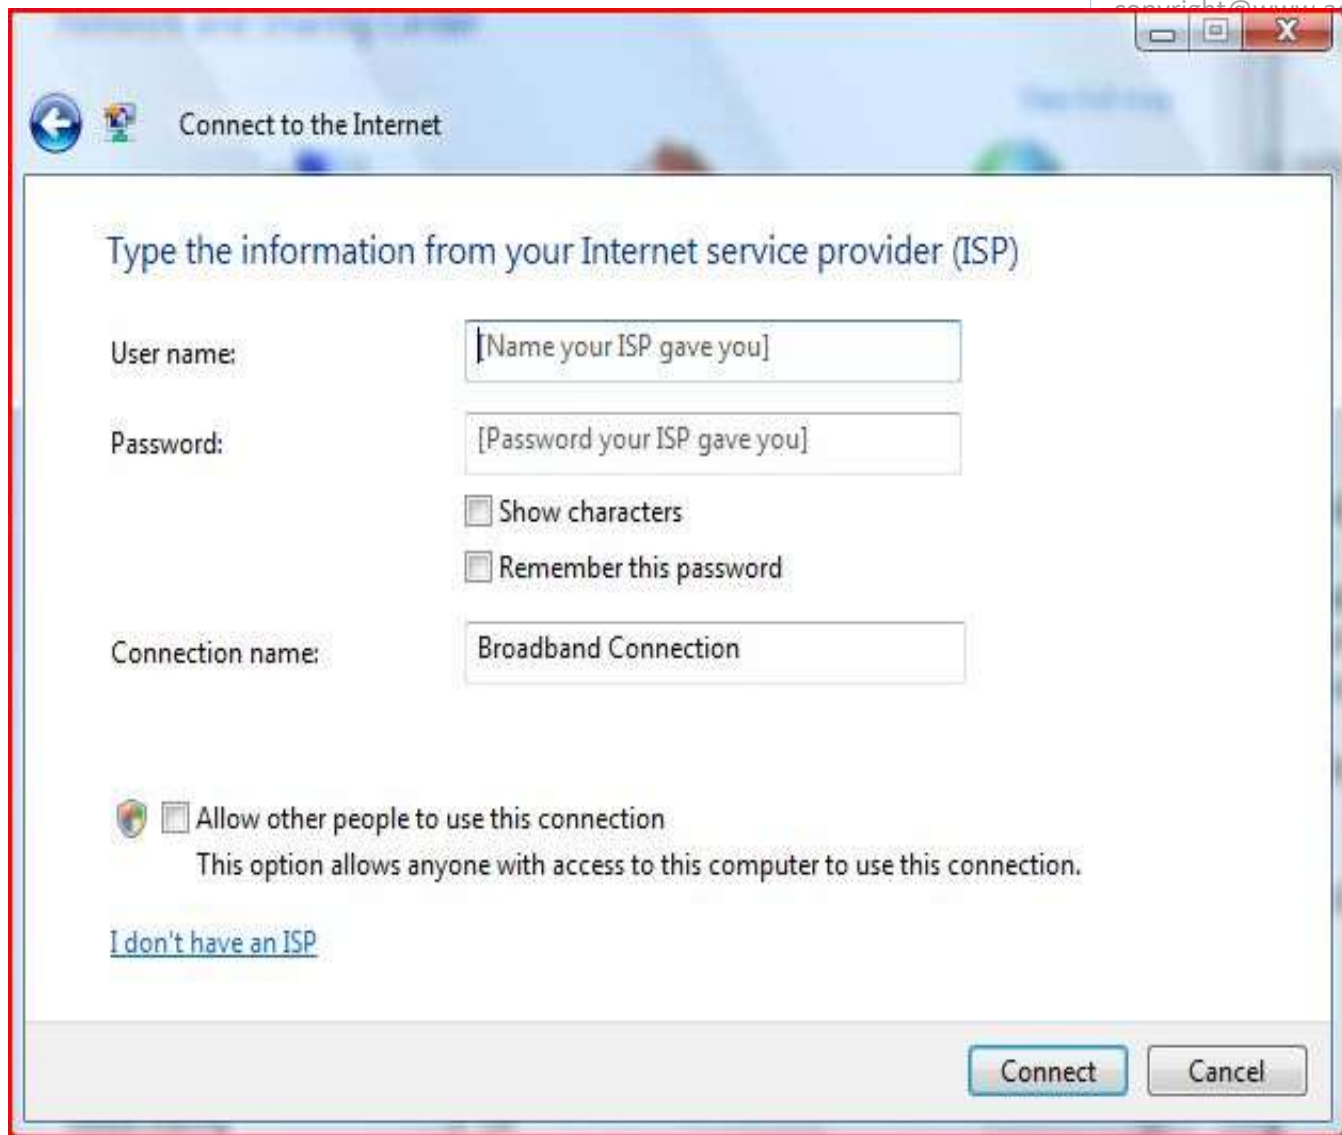 Connect to the Internet
Type the information from your Internet service provider (ISP)
User name:
[Name your ISP gave you]
Password:
[Password your ISP gave you]
Show characters
Remember this password
Connection name:
Broadband Connection
Allow other people to use this connection
This option allows anyone with access to this computer to use this connection.
I don't have an ISP
Connect
Cancel